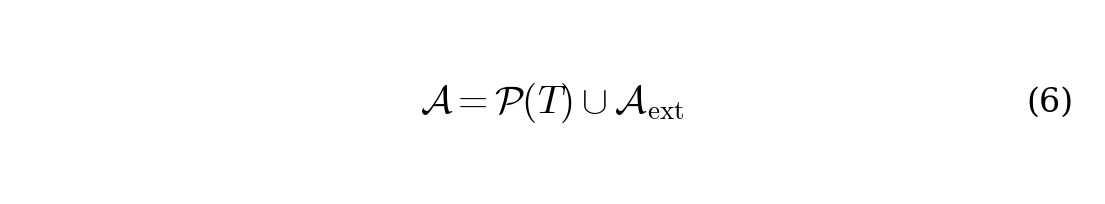 𝒜 = 𝒫(T) ∪ 𝒜_ext (6)